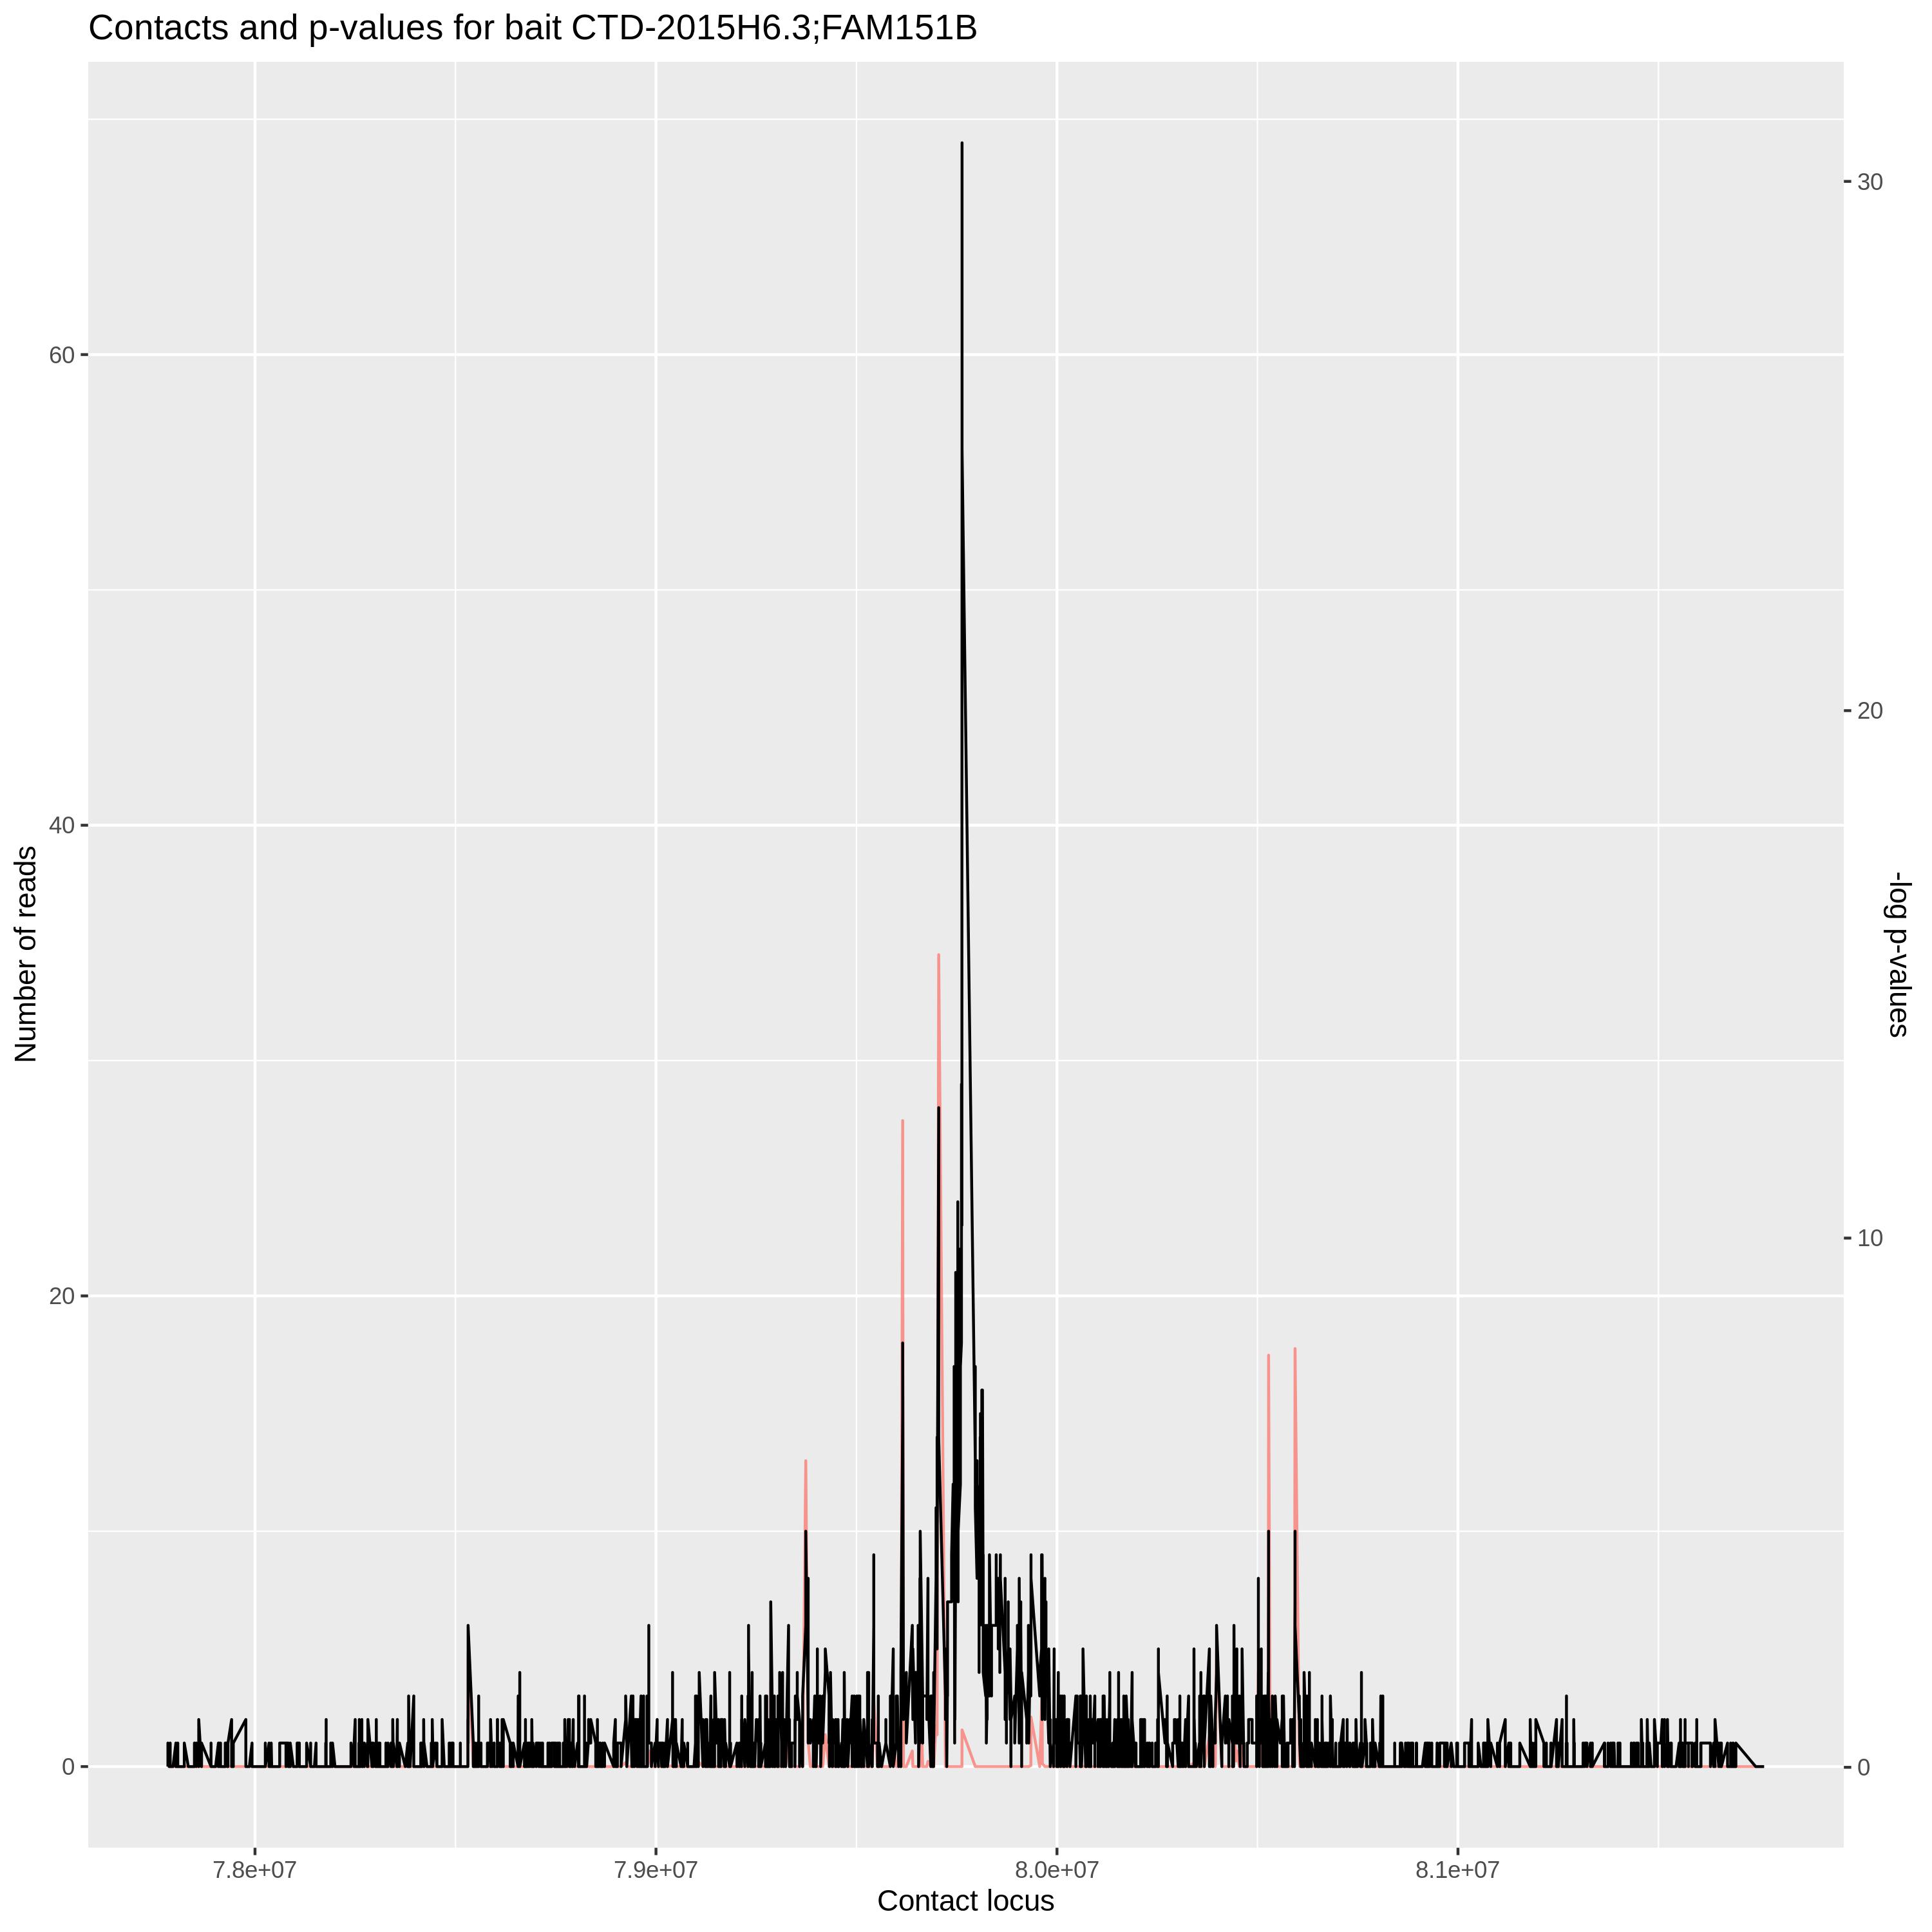 Contacts and p-values for bait CTD-2015H6.3;FAM151B
60
40
20
0
Number of reads
30
20
10
0
-log p-values
7.8e+07
7.9e+07
8.0e+07
8.1e+07
Contact locus